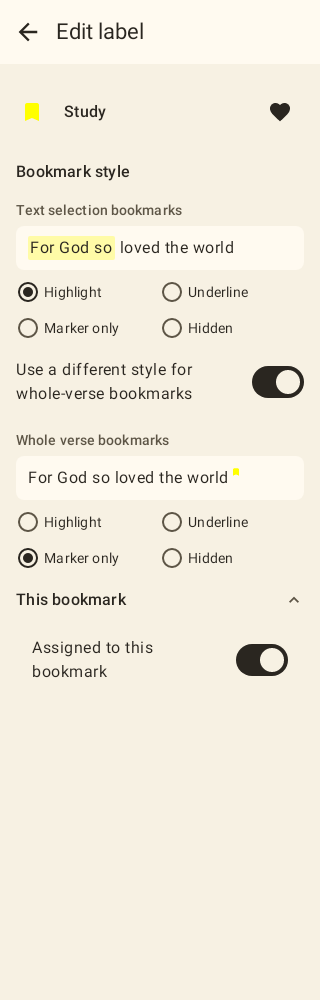 Edit label
Study
Bookmark style
Text selection bookmarks
For God so loved the world
Highlight
Underline
Marker only
Hidden
Use a different style for
whole-verse bookmarks
Whole verse bookmarks
For God so loved the world
Highlight
Underline
Marker only
Hidden
This bookmark
Assigned to this
bookmark